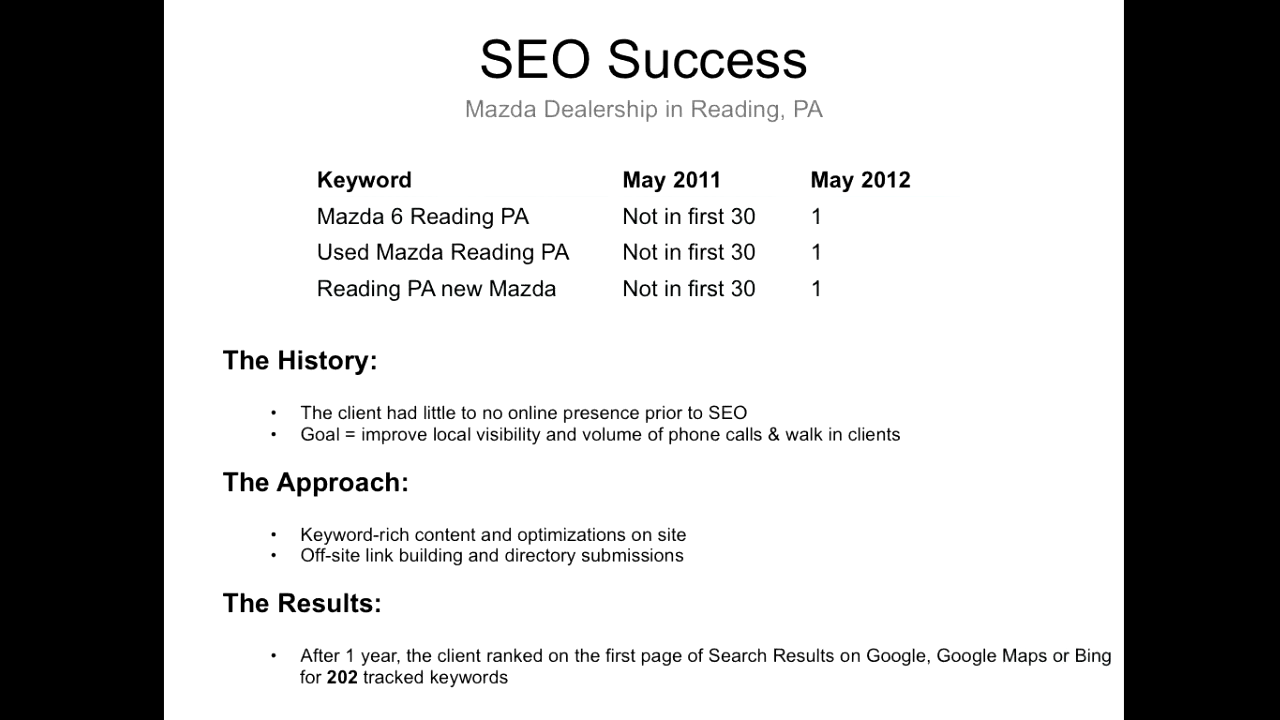 SEO Success
Mazda Dealership in Reading, PA
Keyword May 2011 May 2012
Mazda 6 Reading PA Not in first 30 1
Used Mazda Reading PA Not in first 30 1
Reading PA new Mazda Not in first 30 1
The History:
• The client had little to no online presence prior to SEO
• Goal = improve local visibility and volume of phone calls & walk in clients
The Approach:
• Keyword-rich content and optimizations on site
• Off-site link building and directory submissions
The Results:
• After 1 year, the client ranked on the first page of Search Results on Google, Google Maps or Bing
for 202 tracked keywords